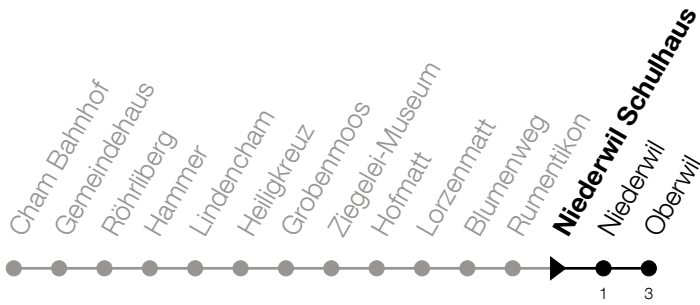 Cham Bahnhof
Gemeindehaus
Röhrliberg
Hammer
Lindencham
Heiligkreuz
Grobenmoos
Ziegelei-Museum
Hofmatt
Lorzenmatt
Blumenweg
Rumentikon
Niederwil Schulhaus
Niederwil
Oberwil
1
3